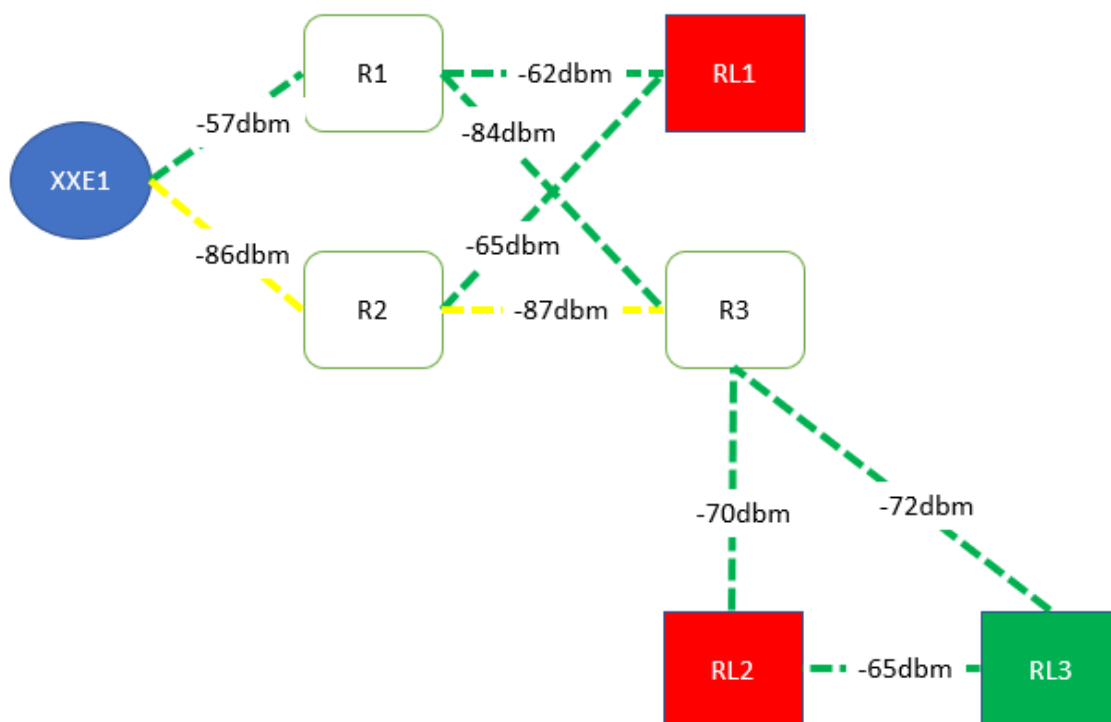 R1
-62dbm
RL1
-57dbm
-84dbm
XXE1
-86dbm
-65dbm
R2
-87dbm
R3
-70dbm
-72dbm
RL2
-65dbm
RL3